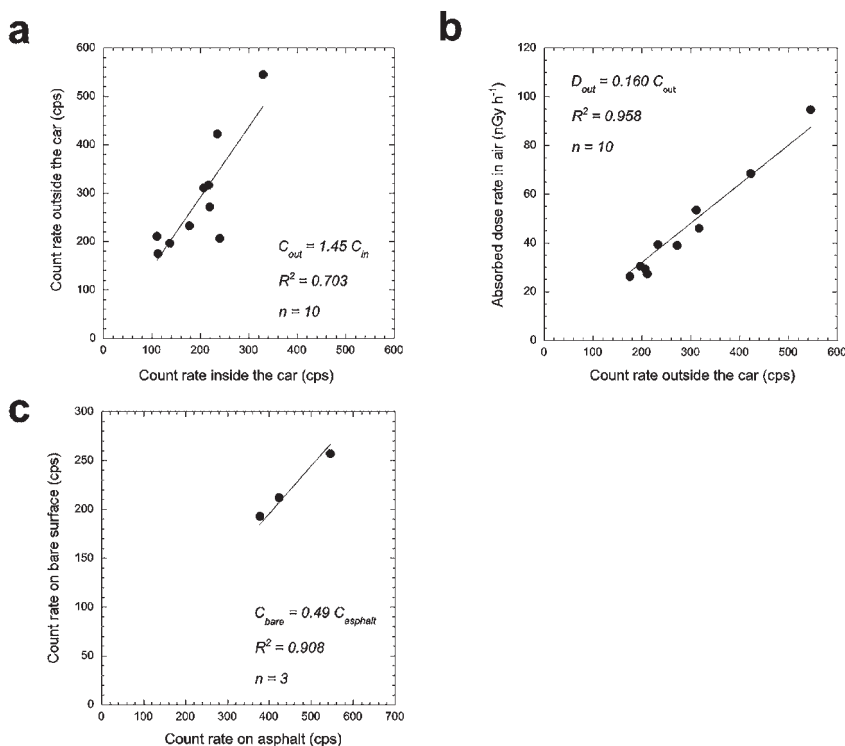 a
600
500
400
300
200
100
0
Count rate outside the car (cps)
C_out = 1.45 C_in
R² = 0.703
n = 10
0 100 200 300 400 500 600
Count rate inside the car (cps)
b
120
100
80
60
40
20
0
Absorbed dose rate in air (nGy h⁻¹)
D_out = 0.160 C_out
R² = 0.958
n = 10
0 100 200 300 400 500 600
Count rate outside the car (cps)
c
300
250
200
150
100
50
0
Count rate on bare surface (cps)
C_bare = 0.49 C_asphalt
R² = 0.908
n = 3
0 100 200 300 400 500 600 700
Count rate on asphalt (cps)